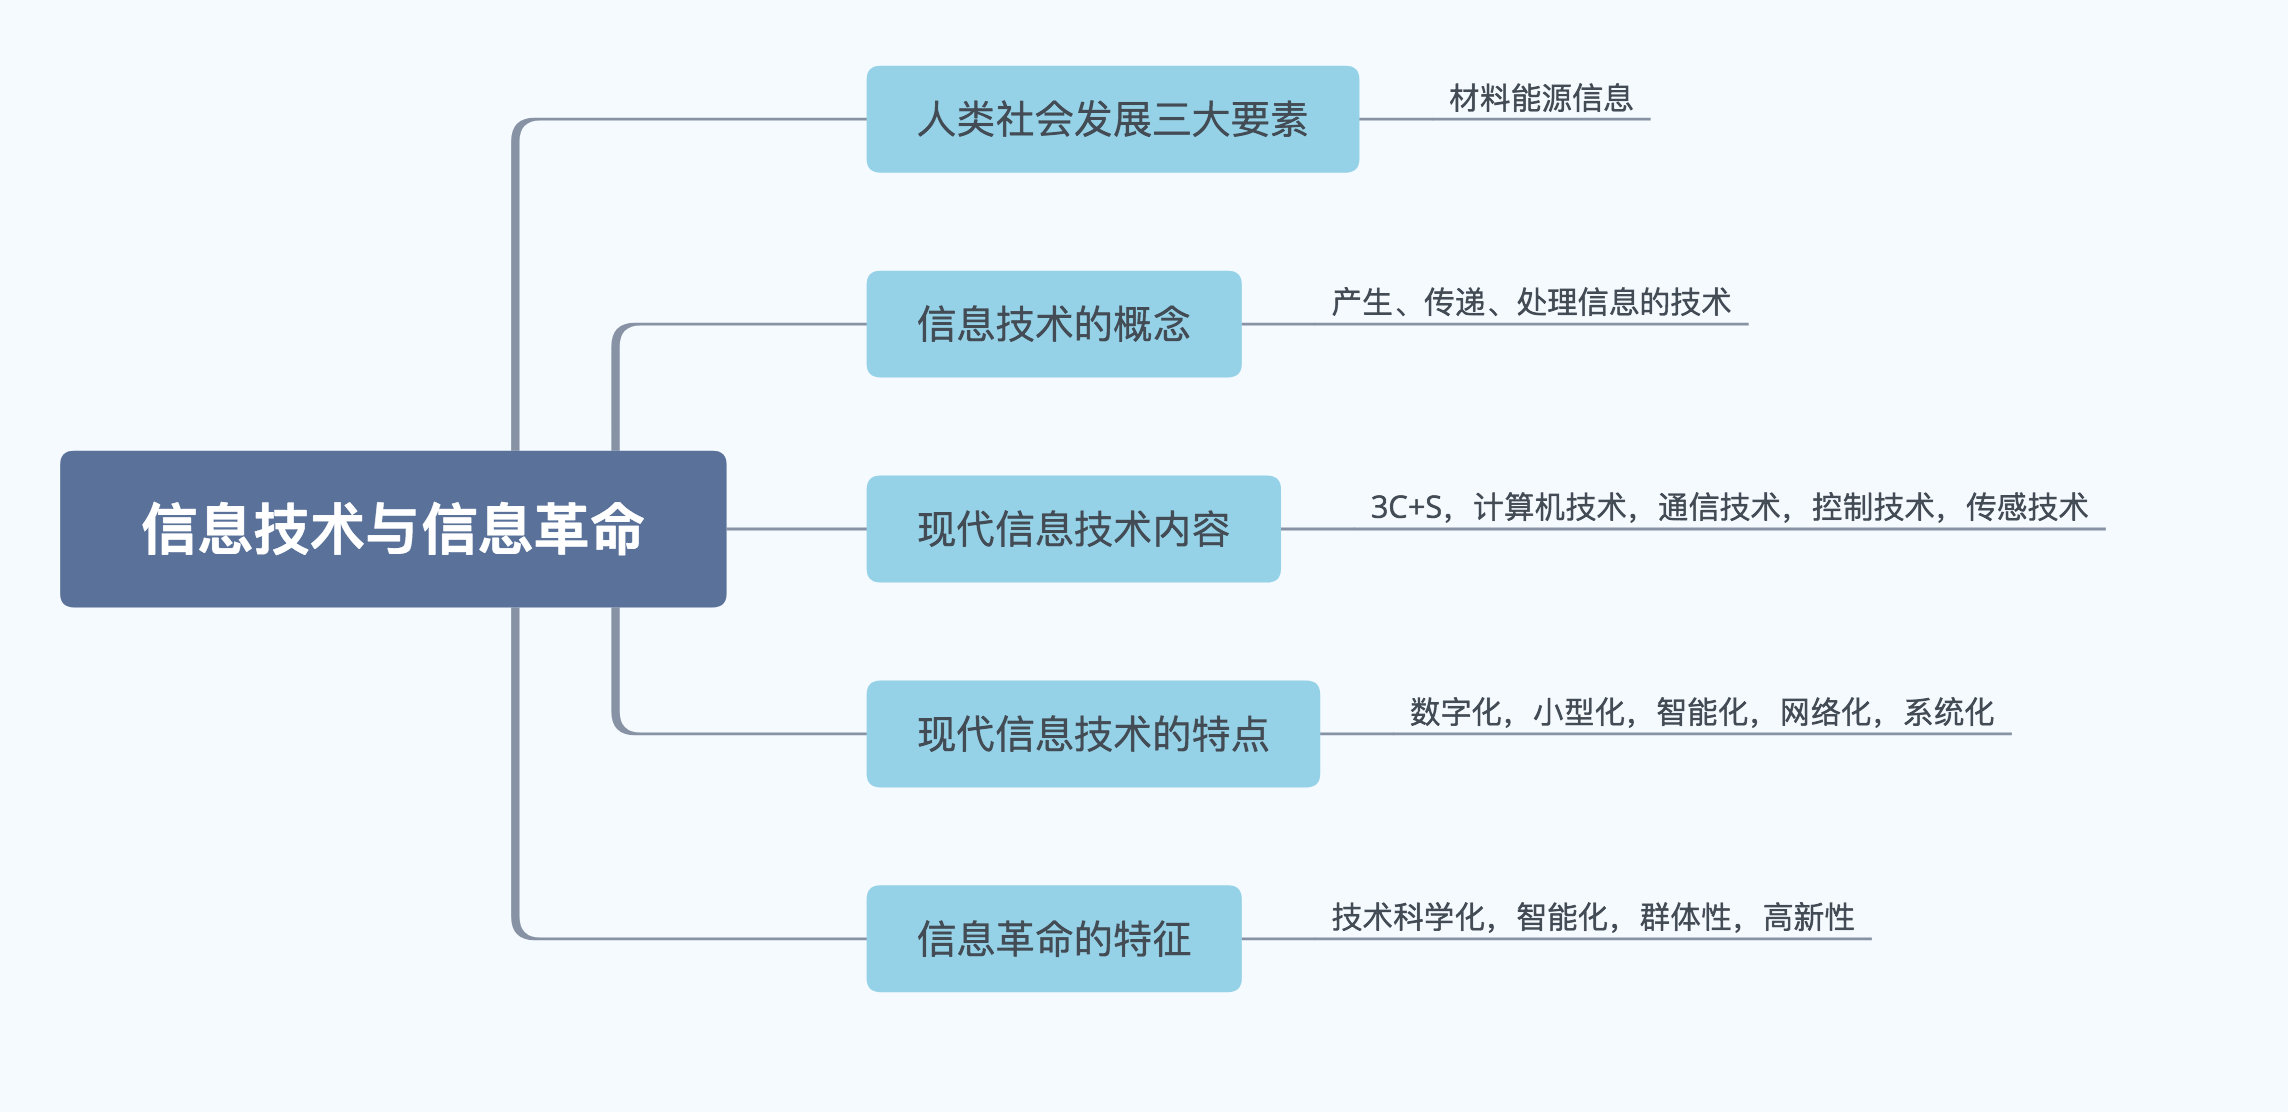 信息技术与信息革命
人类社会发展三大要素
材料能源信息
信息技术的概念
产生、传递、处理信息的技术
现代信息技术内容
3C+S，计算机技术，通信技术，控制技术，传感技术
现代信息技术的特点
数字化，小型化，智能化，网络化，系统化
信息革命的特征
技术科学化，智能化，群体性，高新性